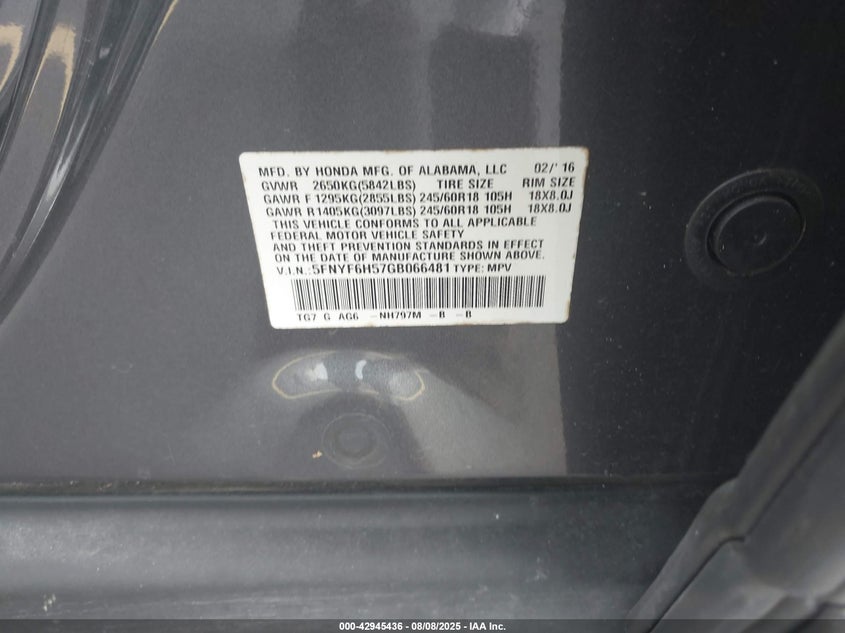 MFD. BY HONDA MFG. OF ALABAMA, LLC 02/'16
GVWR 2650KG(5842LBS) TIRE SIZE RIM SIZE
GAWR F 1295KG(2855LBS) 245/60R18 105H 18X8.0J
GAWR R 1405KG(3097LBS) 245/60R18 105H 18X8.0J
THIS VEHICLE CONFORMS TO ALL APPLICABLE
FEDERAL MOTOR VEHICLE SAFETY
AND THEFT PREVENTION STANDARDS IN EFFECT
ON THE DATE OF MANUFACTURE SHOWN ABOVE.
V.I.N.:5FNYF6H57GB066481 TYPE: MPV
TG7 G AG6 -NH797M -B -B
000-42945436 - 08/08/2025 - IAA Inc.